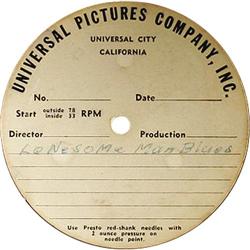 UNIVERSAL PICTURES COMPANY, INC.
UNIVERSAL CITY
CALIFORNIA
No. Date
Start outside 78 inside 33 RPM
Director Production
LoNesoMe MaN Blues
Use Presto red-shank needles with
2 ounce pressure on
needle point.